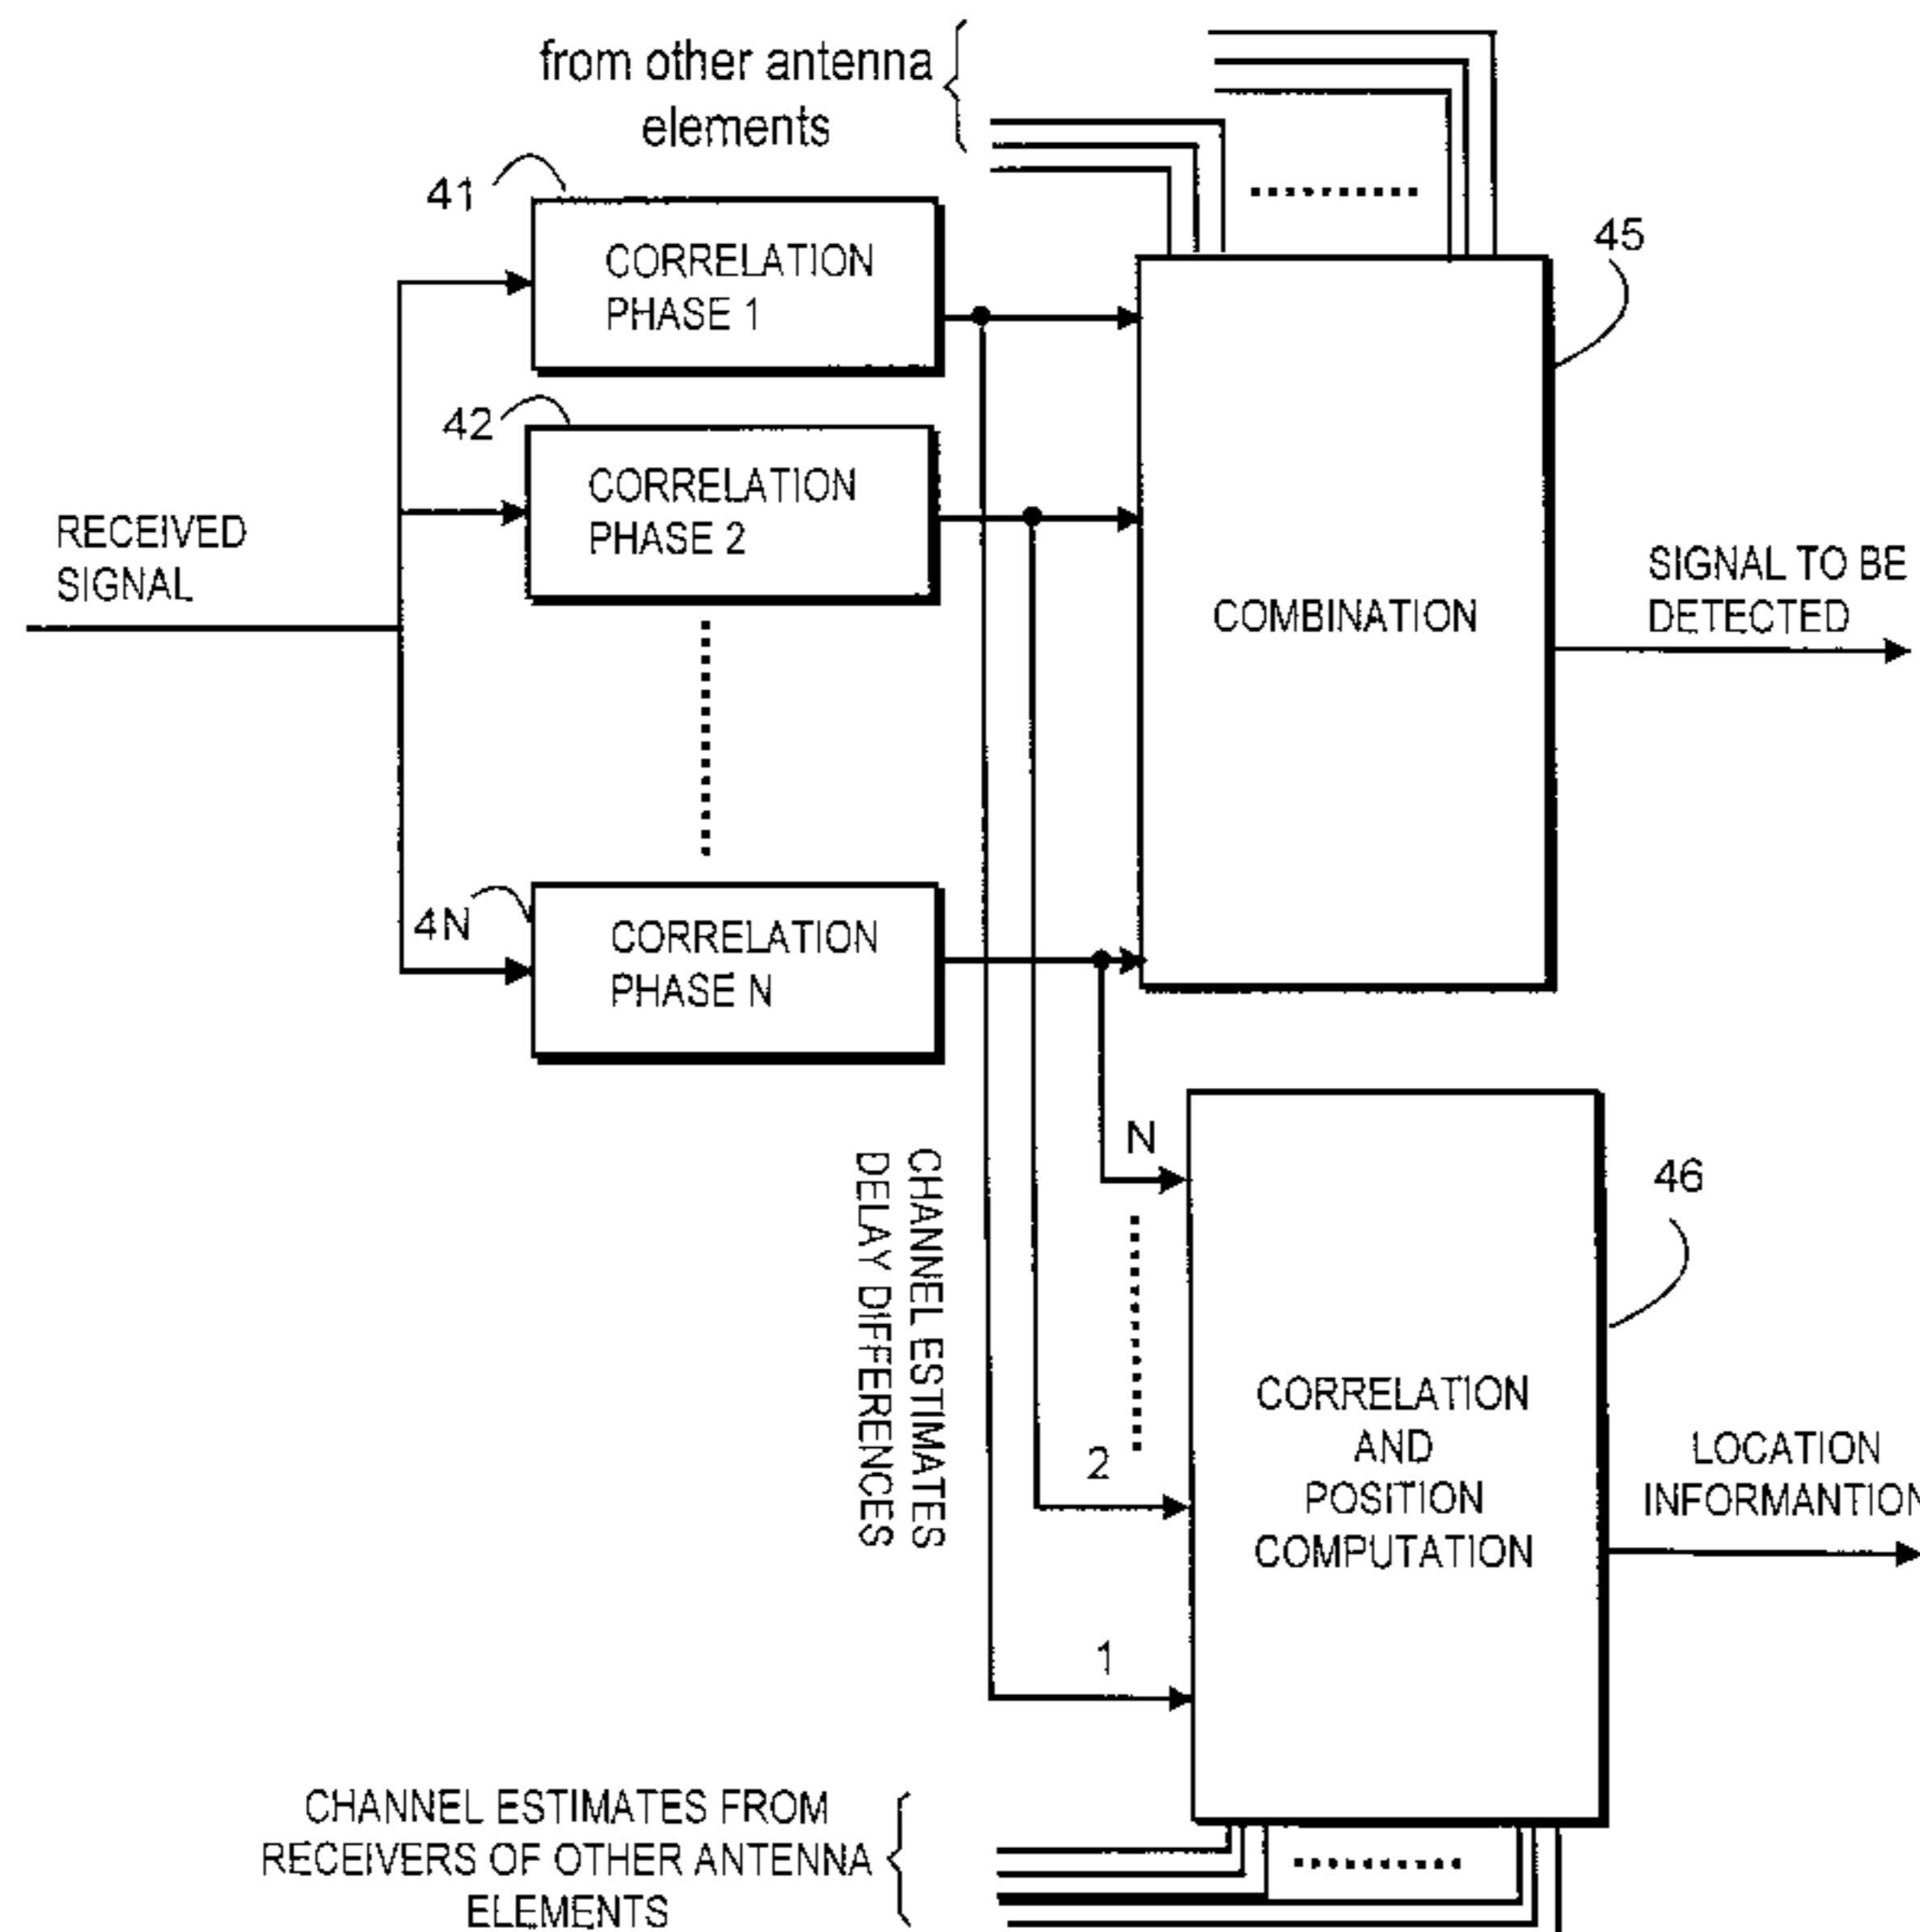 from other antenna
elements
41
CORRELATION
PHASE 1
45
42
CORRELATION
PHASE 2
RECEIVED
SIGNAL
COMBINATION
SIGNAL TO BE
DETECTED
4N
CORRELATION
PHASE N
CHANNEL ESTIMATES
DELAY DIFFERENCES
N
46
2
CORRELATION
AND
POSITION
COMPUTATION
LOCATION
INFORMANTION
1
CHANNEL ESTIMATES FROM
RECEIVERS OF OTHER ANTENNA
ELEMENTS